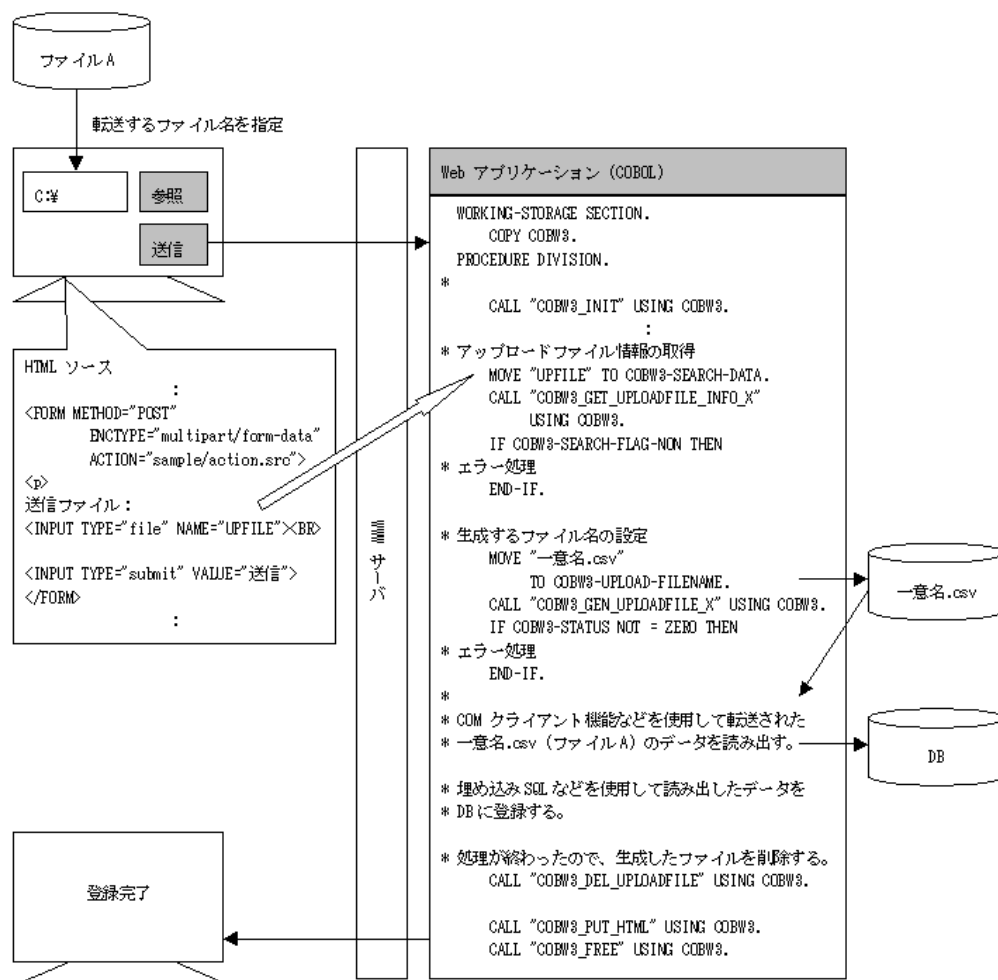 ファイルA
転送するファイル名を指定
C:¥
参照
送信
HTML ソース
:
<FORM METHOD="POST"
ENCTYPE="multipart/form-data"
ACTION="sample/action.src">
<p>
送信ファイル：
<INPUT TYPE="file" NAME="UPFILE"><BR>
<INPUT TYPE="submit" VALUE="送信">
</FORM>
:
サーバ
Web アプリケーション (COBOL)
WORKING-STORAGE SECTION.
COPY COBW3.
PROCEDURE DIVISION.
*
CALL "COBW3_INIT" USING COBW3.
:
* アップロードファイル情報の取得
MOVE "UPFILE" TO COBW3-SEARCH-DATA.
CALL "COBW3_GET_UPLOADFILE_INFO_X"
USING COBW3.
IF COBW3-SEARCH-FLAG-NON THEN
* エラー処理
END-IF.
* 生成するファイル名の設定
MOVE "一意名.csv"
TO COBW3-UPLOAD-FILENAME.
CALL "COBW3_GEN_UPLOADFILE_X" USING COBW3.
IF COBW3-STATUS NOT = ZERO THEN
* エラー処理
END-IF.
*
* COM クライアント機能などを使用して転送された
* 一意名.csv（ファイルA）のデータを読み出す。
* 埋め込みSQLなどを使用して読み出したデータを
* DBに登録する。
* 処理が終わったので、生成したファイルを削除する。
CALL "COBW3_DEL_UPLOADFILE" USING COBW3.
CALL "COBW3_PUT_HTML" USING COBW3.
CALL "COBW3_FREE" USING COBW3.
一意名.csv
DB
登録完了